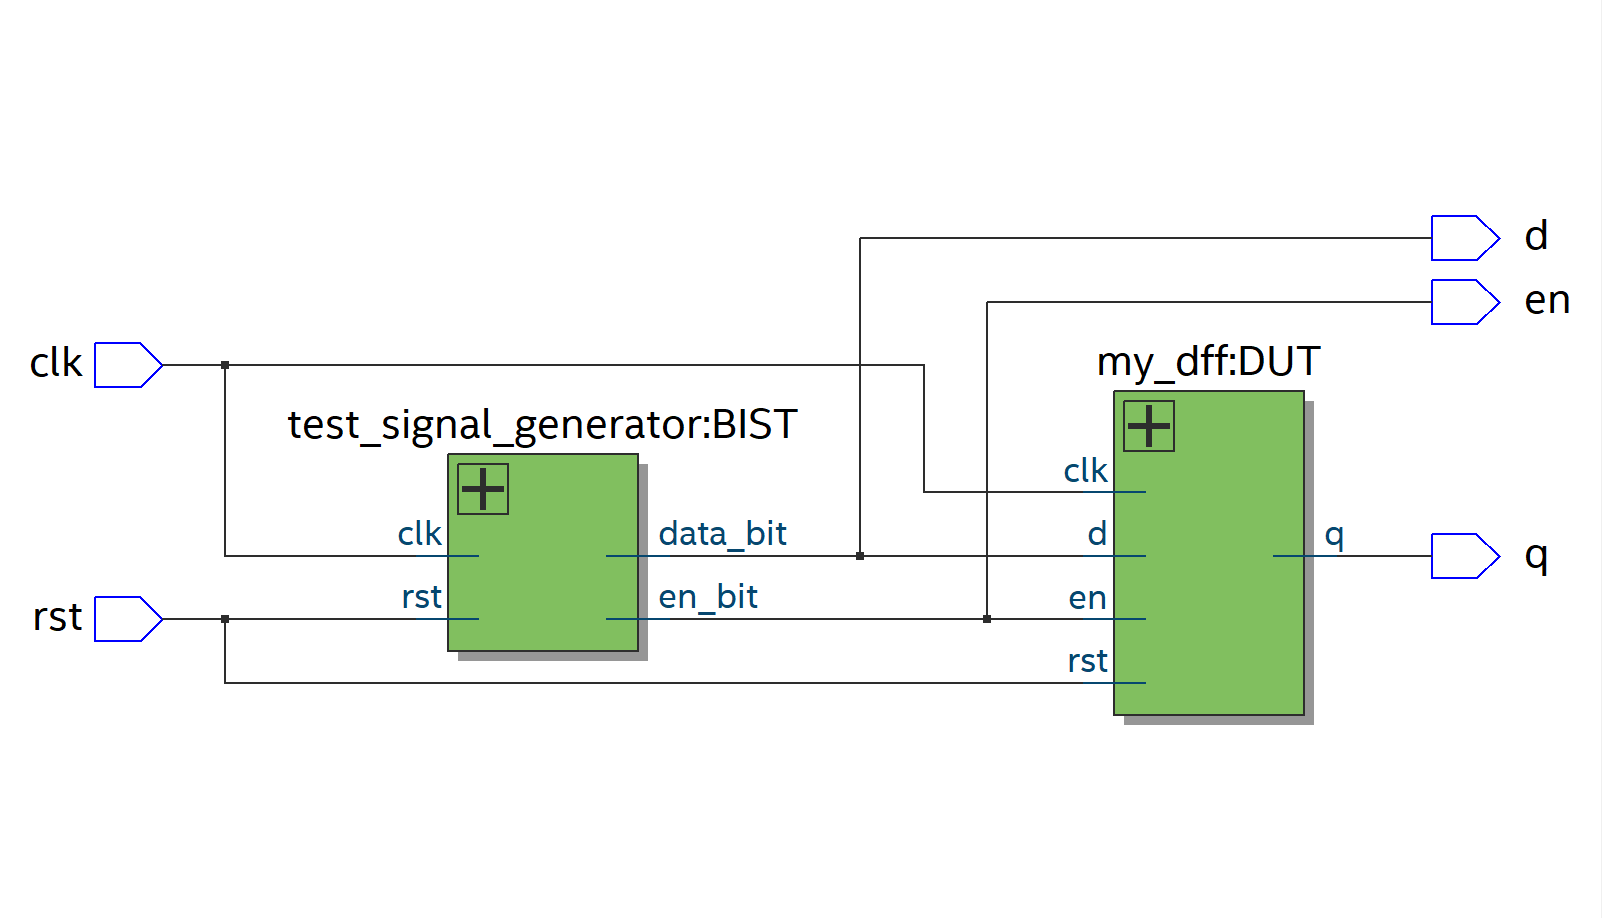 d
en
clk
my_dff:DUT
test_signal_generator:BIST
clk
clk
data_bit
d
q
q
rst
rst
en_bit
en
rst